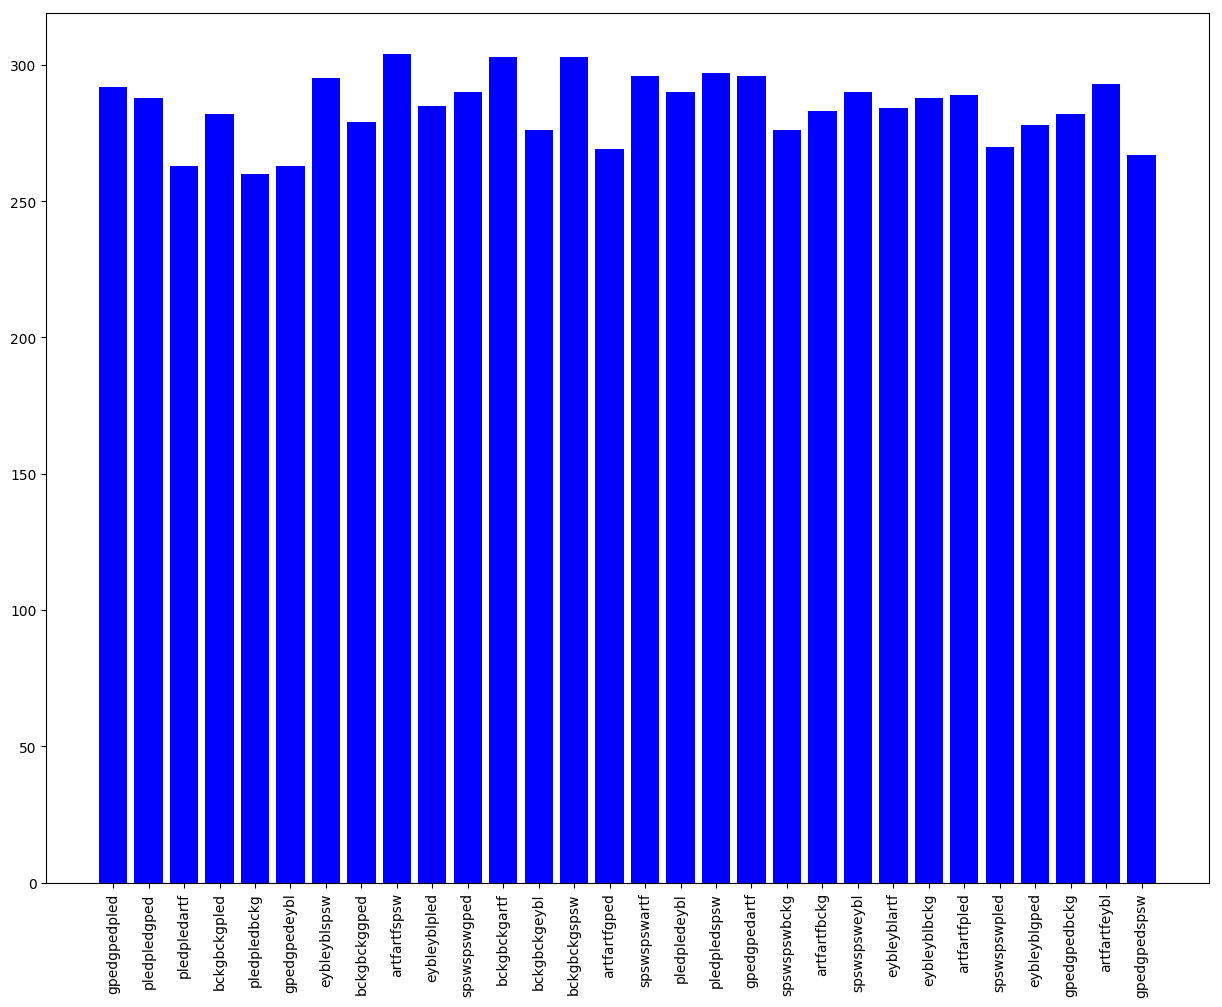 300
250
200
150
100
50
0
gpedgpedpled
pledpledgped
pledpledartf
bckgbckgpled
pledpledbckg
gpedgpedeybl
eybleyblspsw
bckgbckggped
artfartfspsw
eybleyblpled
spswspswgped
bckgbckgartf
bckgbckgeybl
bckgbckgspsw
artfartfgped
spswspswartf
pledpledeybl
pledpledspsw
gpedgpedartf
spswspswbckg
artfartfbckg
spswspsweybl
eybleyblartf
eybleyblbckg
artfartfpled
spswspswpled
eybleyblgped
gpedgpedbckg
artfartfeybl
gpedgpedspsw